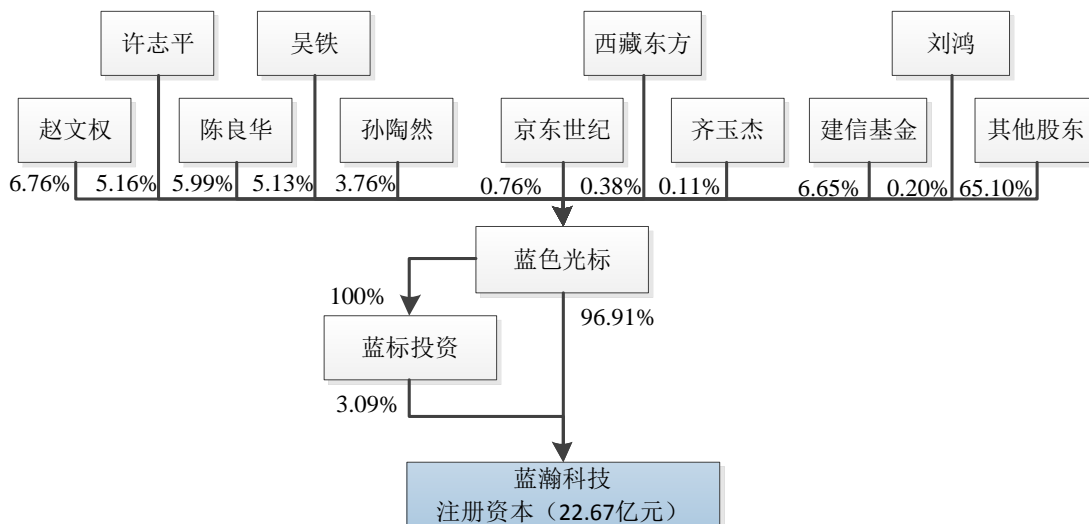 许志平
吴铁
西藏东方
刘鸿
赵文权
陈良华
孙陶然
京东世纪
齐玉杰
建信基金
其他股东
6.76%
5.16%
5.99%
5.13%
3.76%
0.76%
0.38%
0.11%
6.65%
0.20%
65.10%
蓝色光标
100%
96.91%
蓝标投资
3.09%
蓝瀚科技
注册资本（22.67亿元）